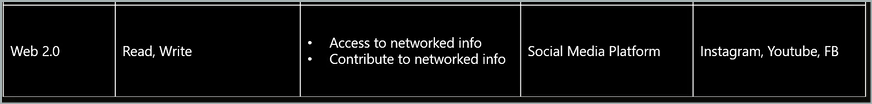 Web 2.0
Read, Write
• Access to networked info
• Contribute to networked info
Social Media Platform
Instagram, Youtube, FB